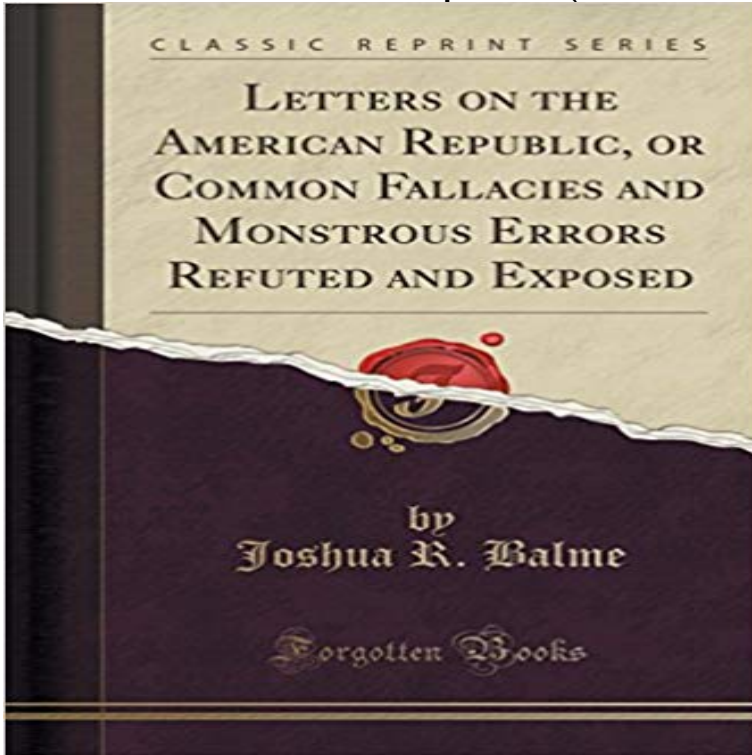 CLASSIC REPRINT SERIES
LETTERS ON THE
AMERICAN REPUBLIC, OR
COMMON FALLACIES AND
MONSTROUS ERRORS
REFUTED AND EXPOSED
by
Joshua R. Balme
Forgotten Books